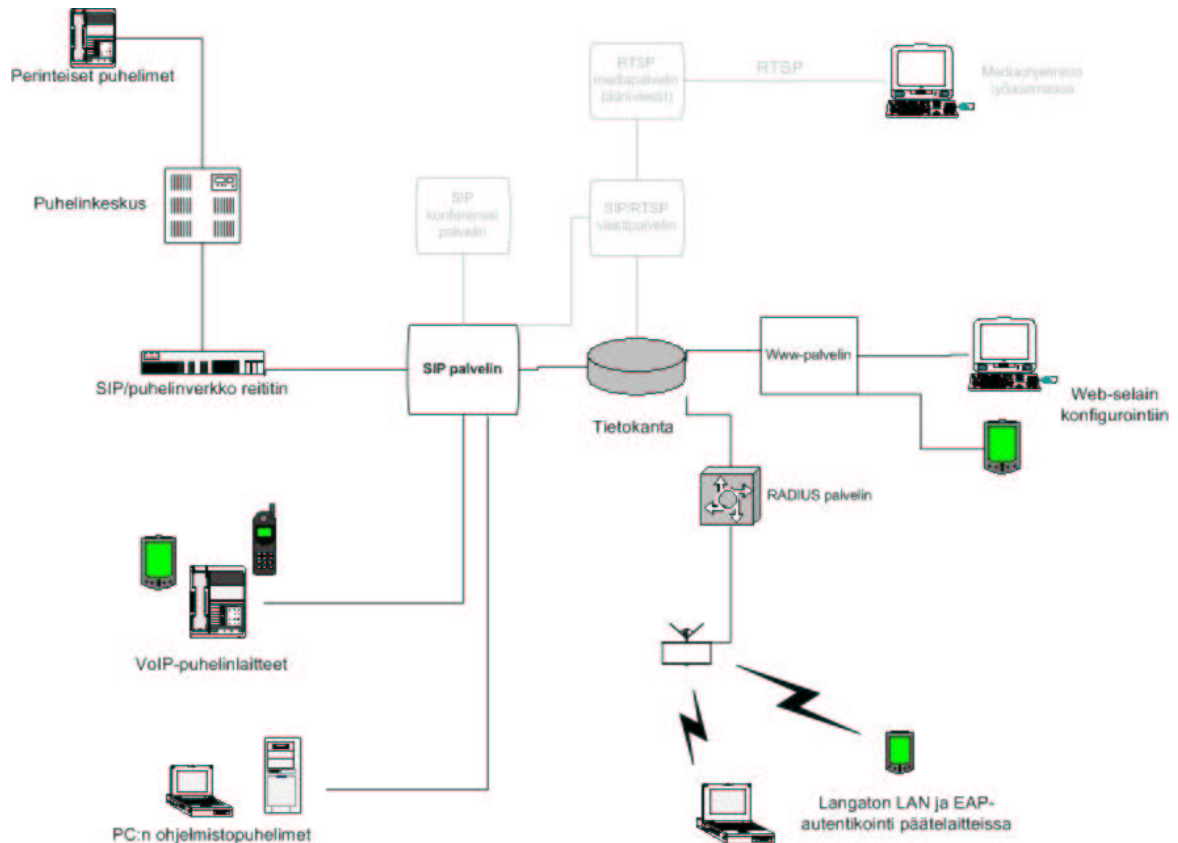 Perinteiset puhelimet
RTSP
mediapalvelin
(ääniviestit)
RTSP
Mediaohjelmisto
työasemassa
Puhelinkeskus
SIP
konferenssi
palvelin
SIP/RTSP
viestipalvelin
SIP/puhelinverkko reititin
SIP palvelin
Tietokanta
Www-palvelin
Web-selain
konfigurointiin
RADIUS palvelin
VoIP-puhelinlaitteet
PC:n ohjelmistopuhelimet
Langaton LAN ja EAP-
autentikointi päätelaitteissa